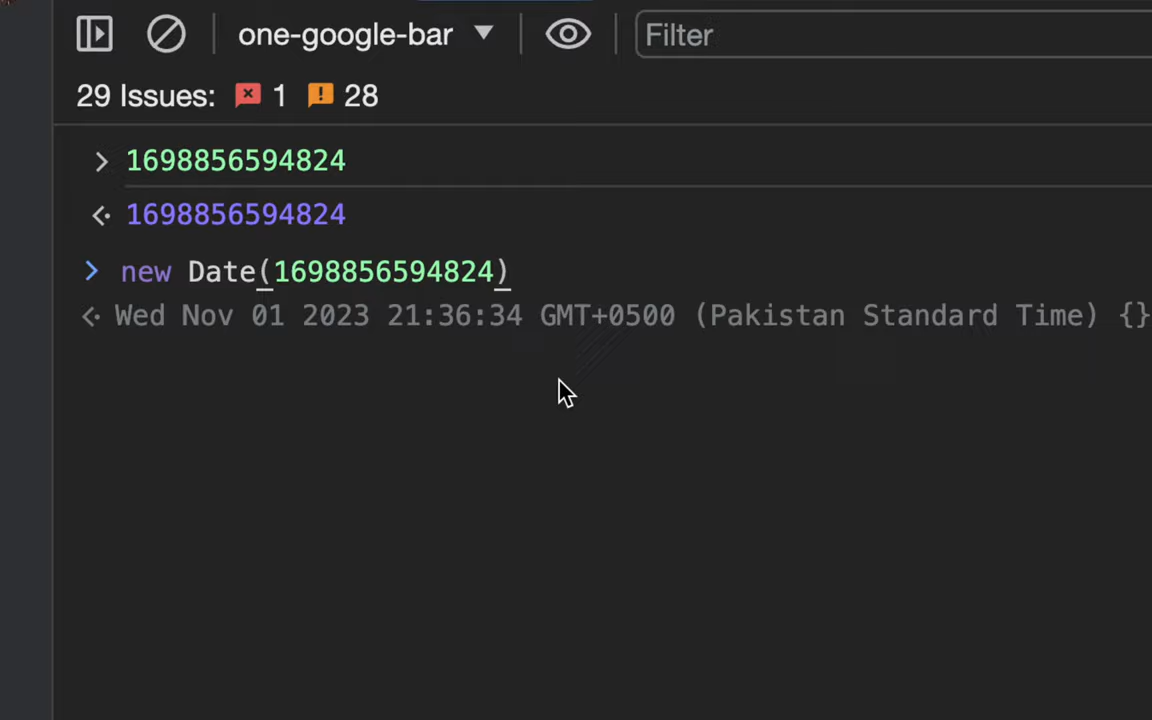 one-google-bar Filter
29 Issues: 1 28
> 1698856594824
1698856594824
> new Date(1698856594824)
Wed Nov 01 2023 21:36:34 GMT+0500 (Pakistan Standard Time) {}